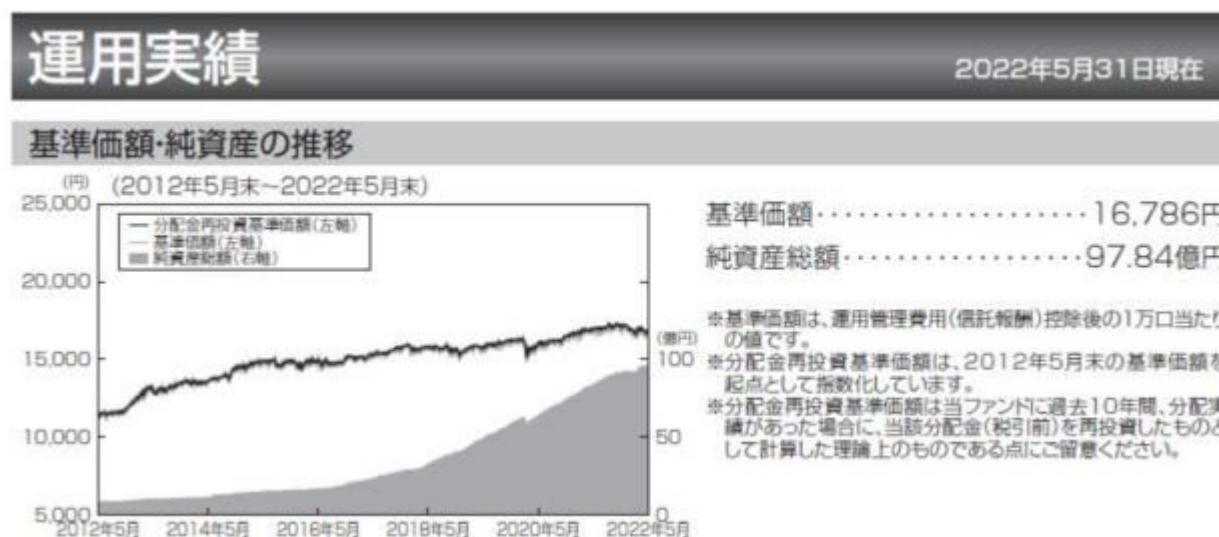 運用実績
2022年5月31日現在
基準価額・純資産の推移
(円) (2012年5月末～2022年5月末)
25,000
20,000
15,000
10,000
5,000
分配金再投資基準価額(左軸)
基準価額(左軸)
純資産総額(右軸)
(億円)
100
50
0
2012年5月 2014年5月 2016年5月 2018年5月 2020年5月 2022年5月
基準価額・・・・・・・・・・・・・・・・・・・・16,786円
純資産総額・・・・・・・・・・・・・・・・・・97.84億円
※基準価額は、運用管理費用(信託報酬)控除後の1万口当たり
の値です。
※分配金再投資基準価額は、2012年5月末の基準価額を
起点として指数化しています。
※分配金再投資基準価額は当ファンドに過去10年間、分配実
績があった場合に、当該分配金(税引前)を再投資したものと
して計算した理論上のものである点にご留意ください。